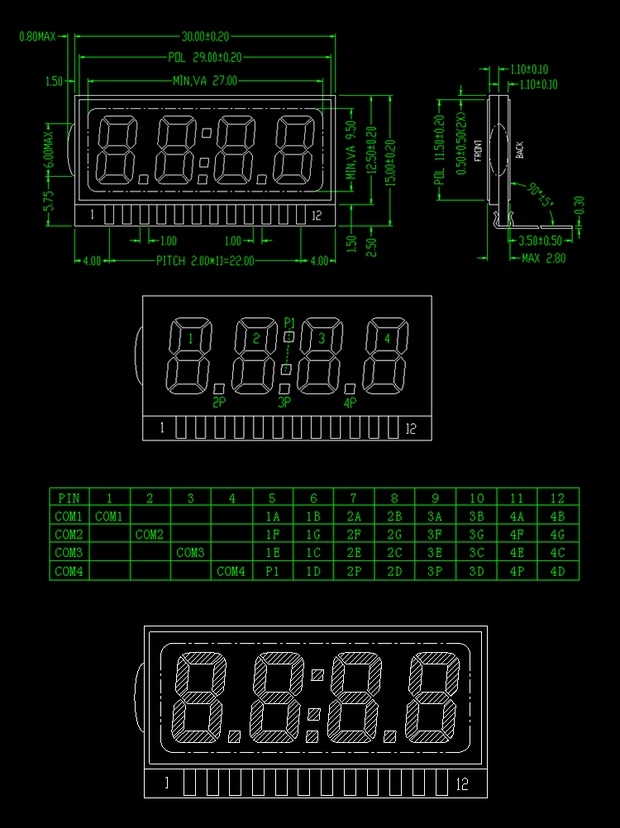 0.80MAX
30.00±0.20
POL 29.00±0.20
1.50
MIN,VA 27.00
1.10±0.10
1.10±0.10
6.00MAX
5.75
MIN,VA 9.50
12.50±0.20
15.00±0.20
POL 11.50±0.20
0.50±0.50(2X)
FRONT
BACK
90°±5°
0.30
1
12
1.00
1.00
1.50
2.50
3.50±0.50
MAX 2.80
4.00
PITCH 2.00*11=22.00
4.00
P1
1 2 3 4
2P 3P 4P
1 12
PIN 1 2 3 4 5 6 7 8 9 10 11 12
COM1 COM1 1A 1B 2A 2B 3A 3B 4A 4B
COM2 COM2 1F 1G 2F 2G 3F 3G 4F 4G
COM3 COM3 1E 1C 2E 2C 3E 3C 4E 4C
COM4 COM4 P1 1D 2P 2D 3P 3D 4P 4D
1 12